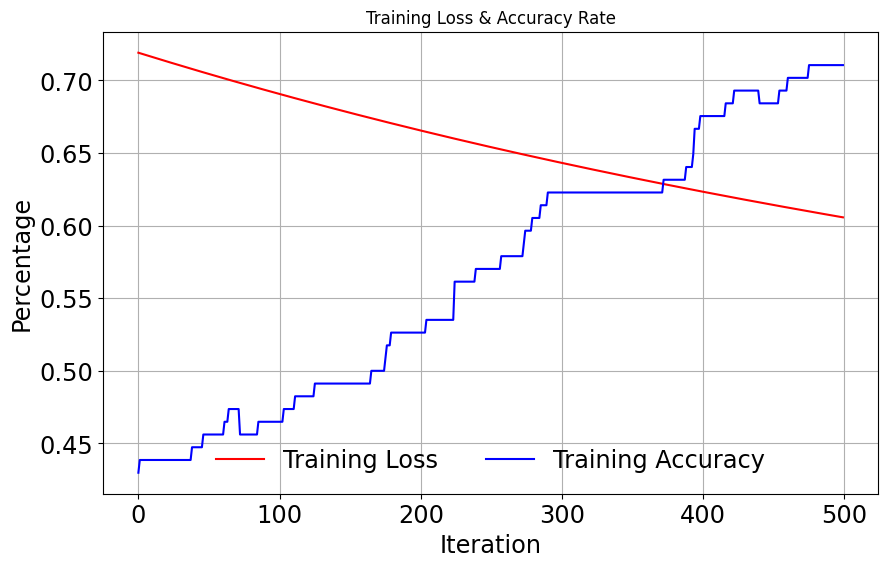 Training Loss & Accuracy Rate
0.70
0.65
0.60
0.55
0.50
0.45
Percentage
Training Loss
Training Accuracy
0 100 200 300 400 500
Iteration